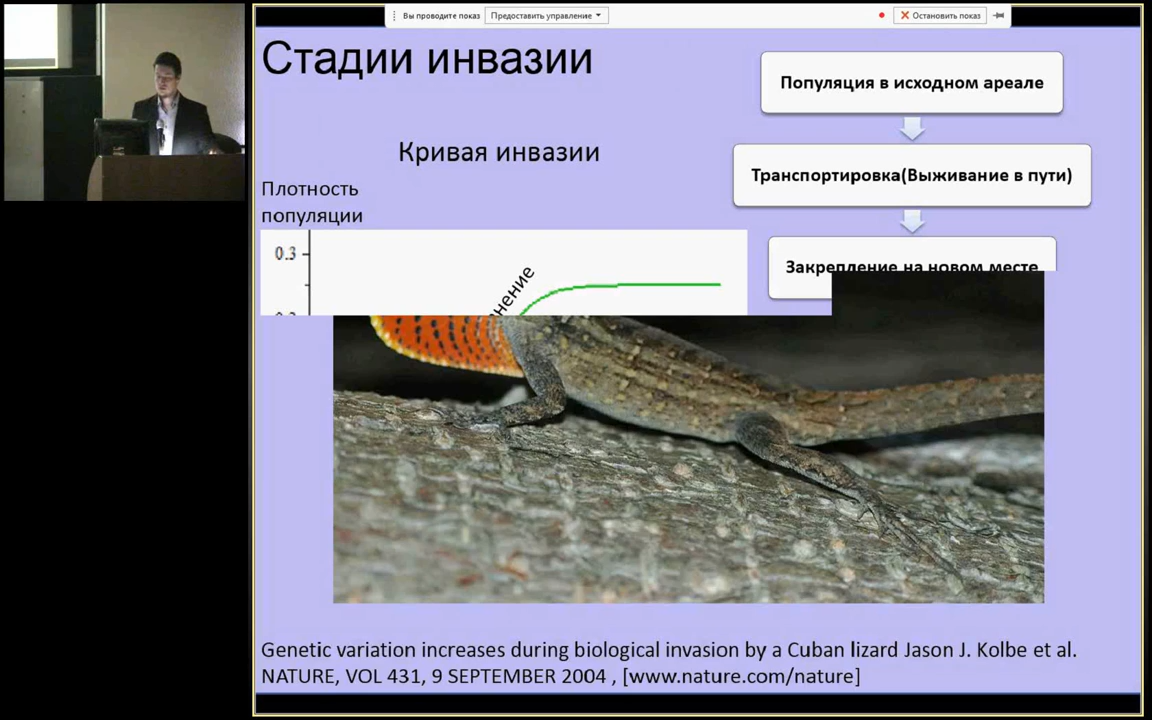 Вы проводите показ
Предоставить управление
Остановить показ
Стадии инвазии
Популяция в исходном ареале
Транспортировка(Выживание в пути)
Закрепление на новом месте
Кривая инвазии
Плотность
популяции
0.3
нение
Genetic variation increases during biological invasion by a Cuban lizard Jason J. Kolbe et al.
NATURE, VOL 431, 9 SEPTEMBER 2004 , [www.nature.com/nature]